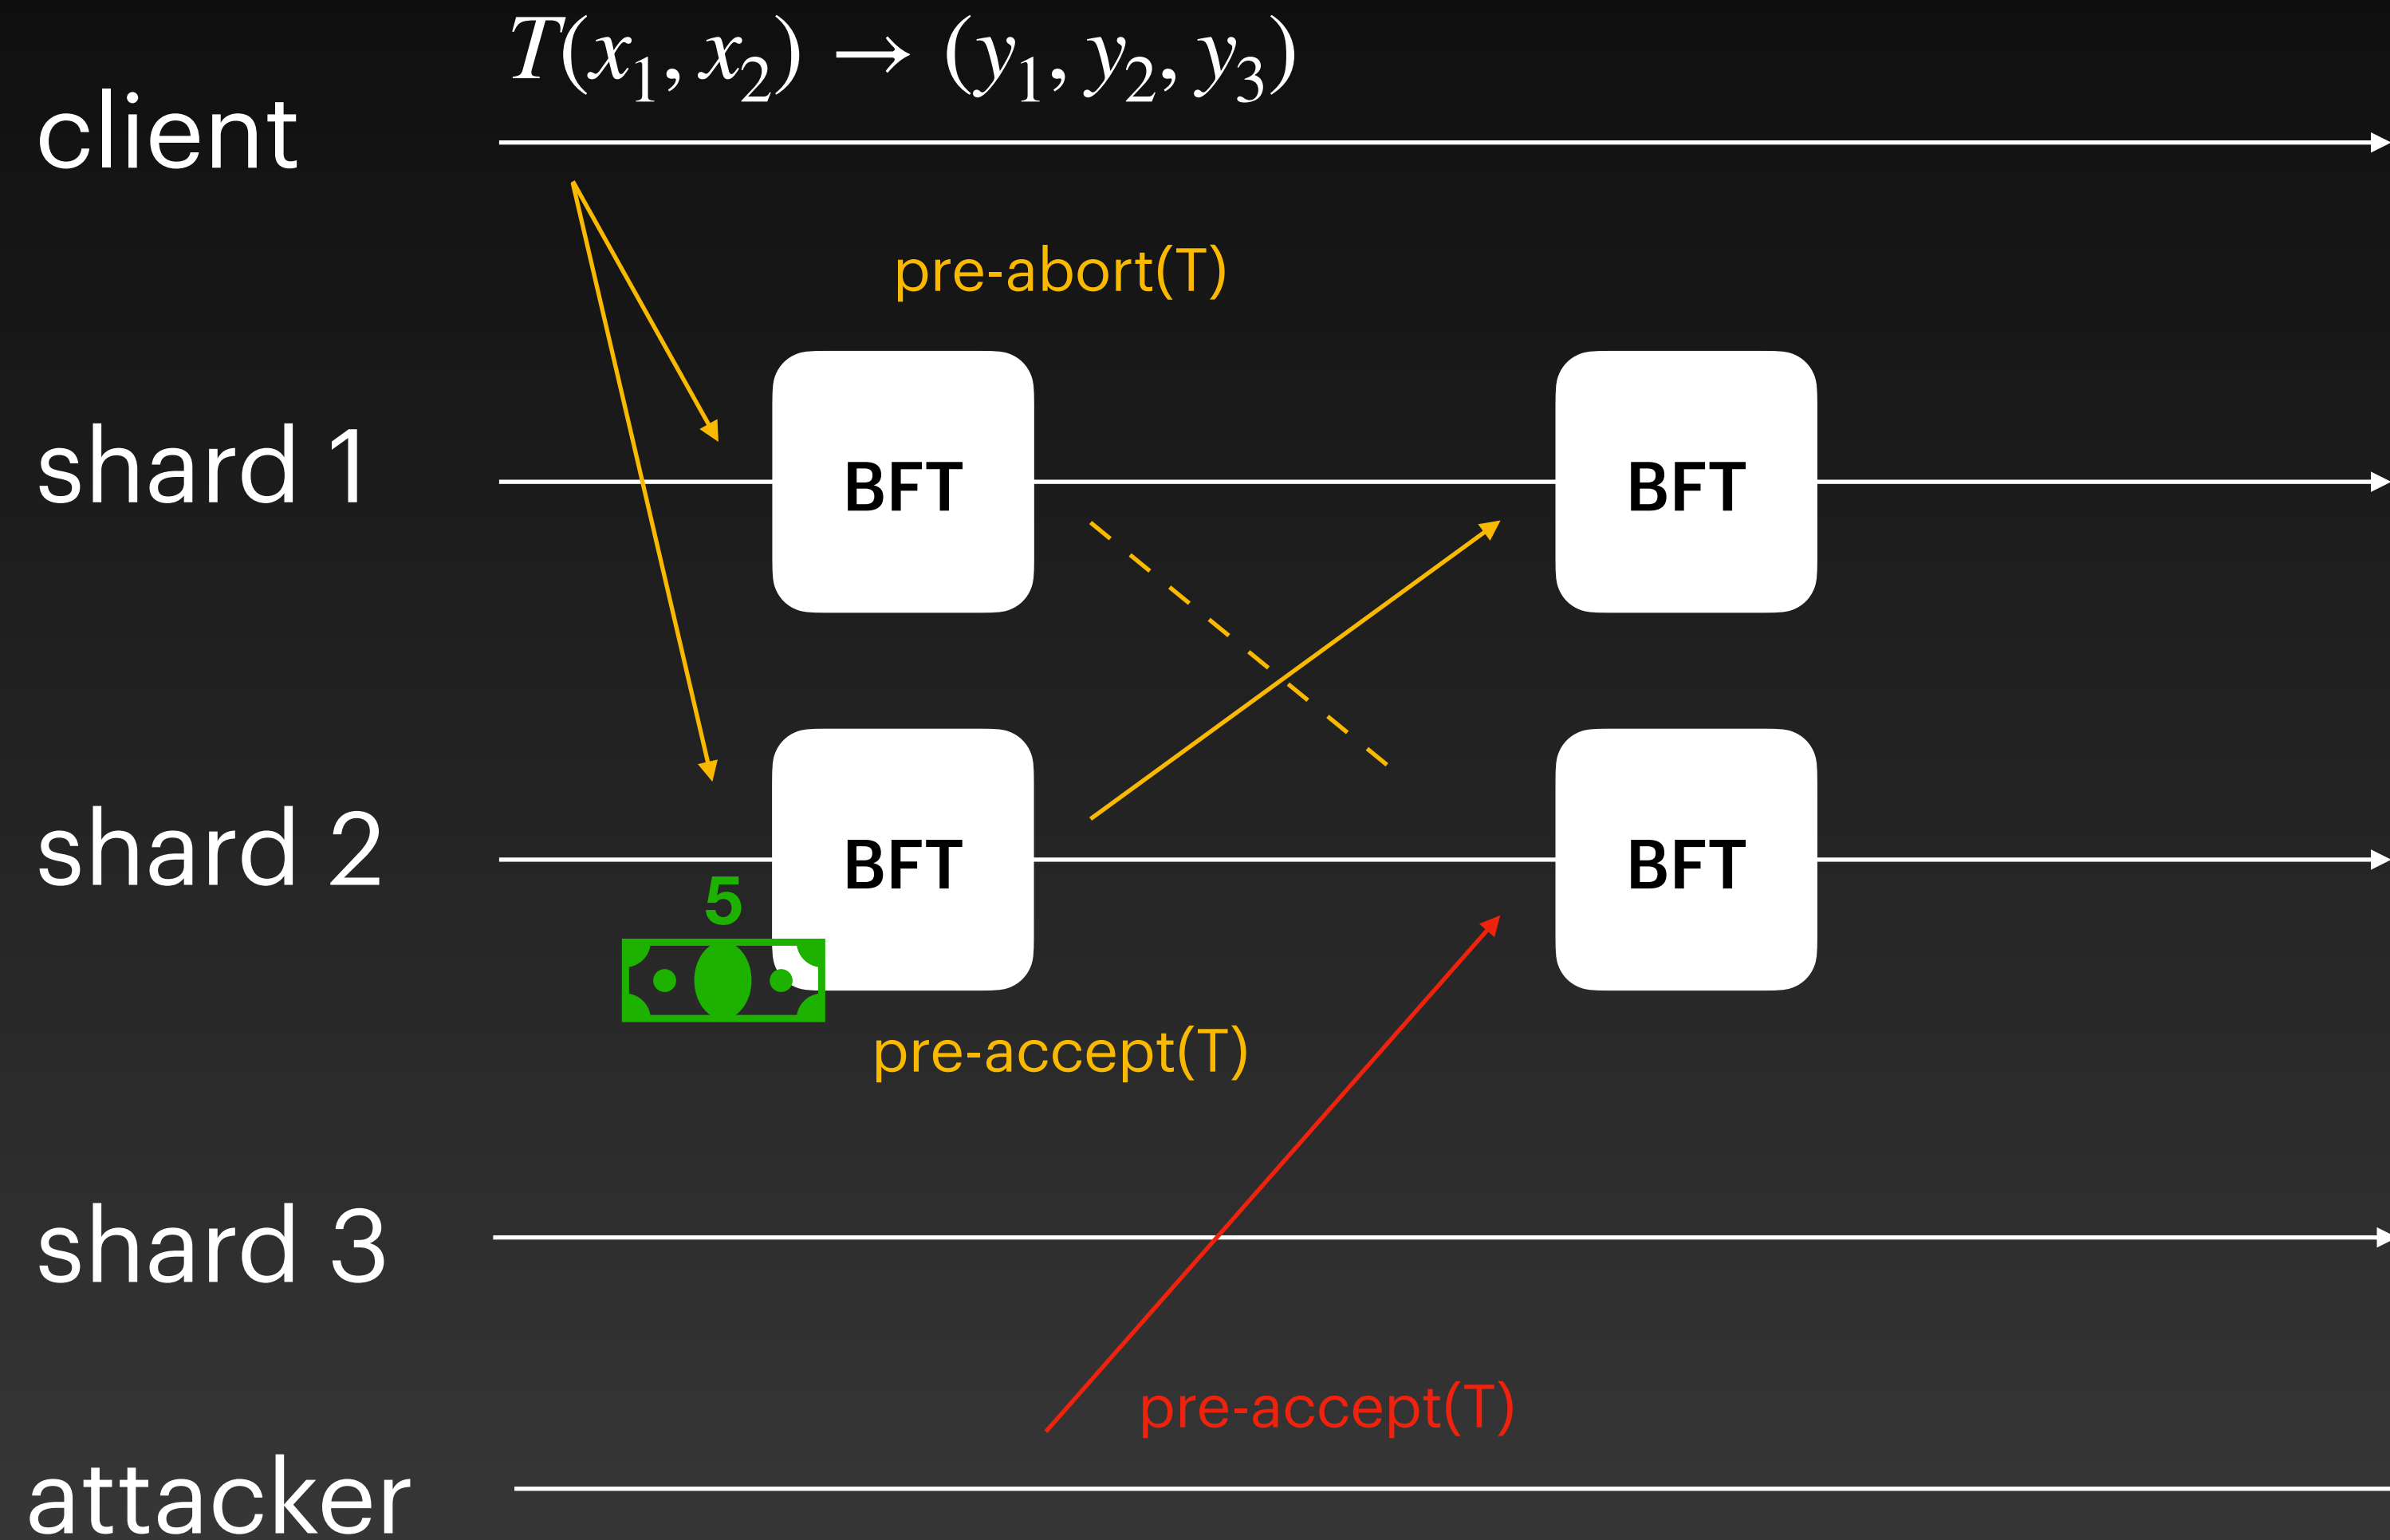 T(x₁, x₂) → (y₁, y₂, y₃)
client
pre-abort(T)
shard 1
BFT
BFT
shard 2
BFT
BFT
5
pre-accept(T)
shard 3
pre-accept(T)
attacker